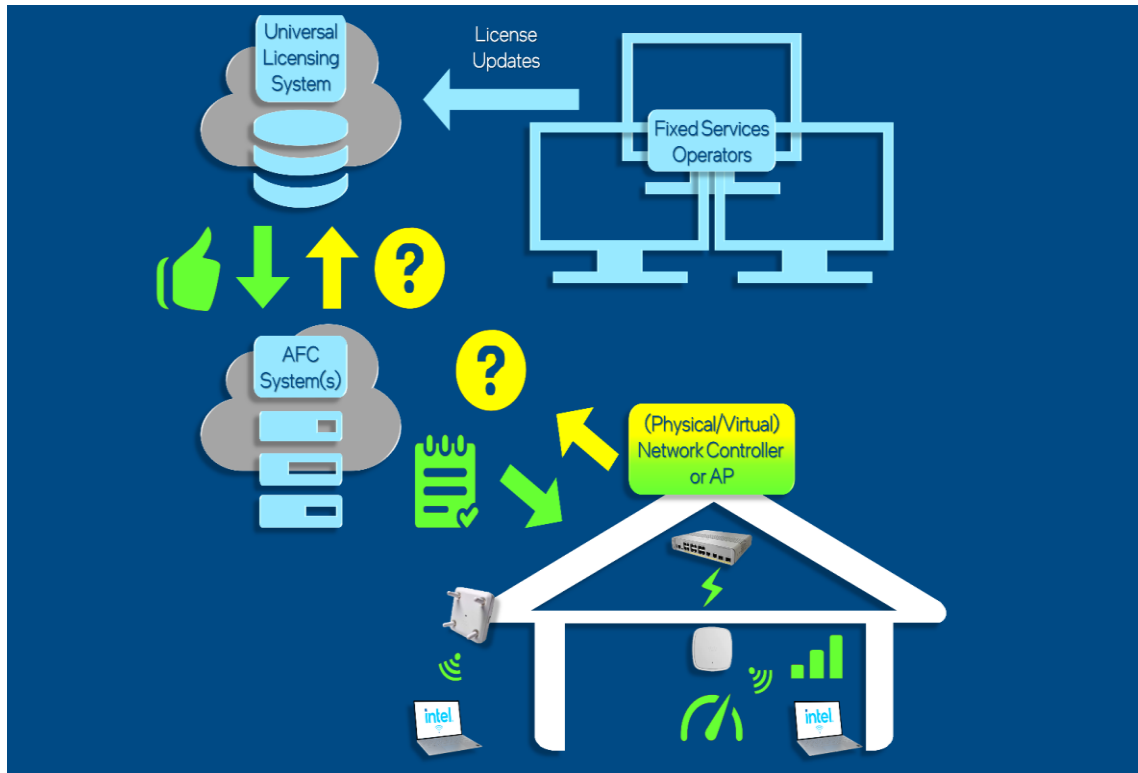 Universal
Licensing
System
License
Updates
Fixed Services
Operators
?
AFC
System(s)
?
(Physical/Virtual)
Network Controller
or AP
intel
intel